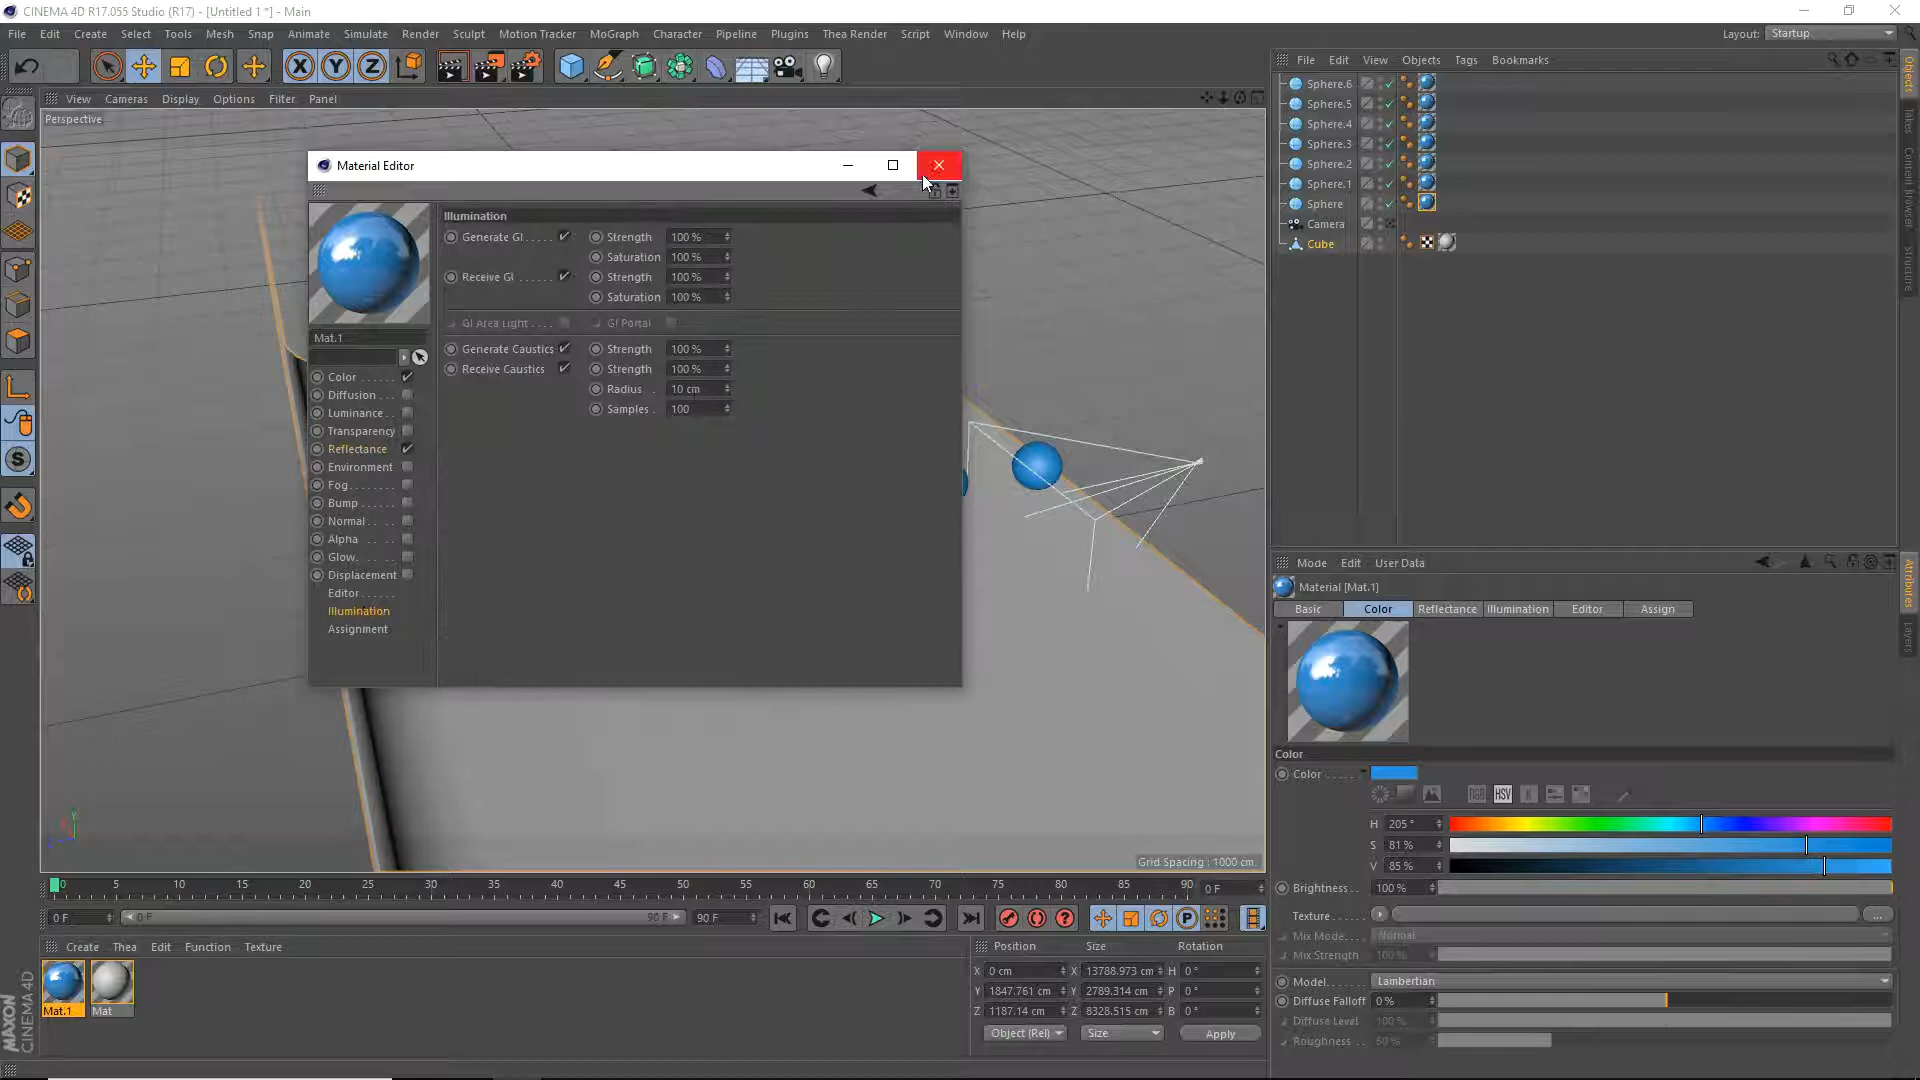 CINEMA 4D R17.055 Studio (R17) - [Untitled 1 *] - Main
File Edit Create Select Tools Mesh Snap Animate Simulate Render Sculpt Motion Tracker MoGraph Character Pipeline Plugins Thea Render Script Window Help
Layout: Startup
X Y Z
View Cameras Display Options Filter Panel
Perspective
Material Editor
Illumination
Generate GI . . . . . Strength 100 %
Saturation 100 %
Receive GI . . . . . . Strength 100 %
Saturation 100 %
GI Area Light . . . . GI Portal
Generate Caustics Strength 100 %
Receive Caustics Strength 100 %
Radius . 10 cm
Samples . 100
Mat.1
Color . . . . . .
Diffusion . . .
Luminance . .
Transparency
Reflectance
Environment
Fog . . . . . . .
Bump . . . .
Normal . . . .
Alpha . . . .
Glow . . . . .
Displacement
Editor . . . . . .
Illumination
Assignment
Grid Spacing : 1000 cm
0 5 10 15 20 25 30 35 40 45 50 55 60 65 70 75 80 85 90 0 F
0 F 0 F 90 F 90 F
Create Thea Edit Function Texture
Mat.1 Mat
MAXON CINEMA 4D
Position Size Rotation
X 0 cm X 13788.973 cm H 0 °
Y 1847.761 cm Y 2789.314 cm P 0 °
Z 1187.14 cm Z 8328.515 cm B 0 °
Object (Rel) Size Apply
File Edit View Objects Tags Bookmarks
Sphere.6
Sphere.5
Sphere.4
Sphere.3
Sphere.2
Sphere.1
Sphere
Camera
Cube
Objects
Takes
Content Browser
Structure
Mode Edit User Data
Material [Mat.1]
Basic Color Reflectance Illumination Editor Assign
Color
Color . . . . .
RGB HSV K
H 205 °
S 81 %
V 85 %
Brightness . . 100 %
Texture . . . . . ...
Mix Mode . . . Normal
Mix Strength 100 %
Model . . . . . . Lambertian
Diffuse Falloff 0 %
Diffuse Level 100 %
Roughness . . 50 %
Attributes
Layers